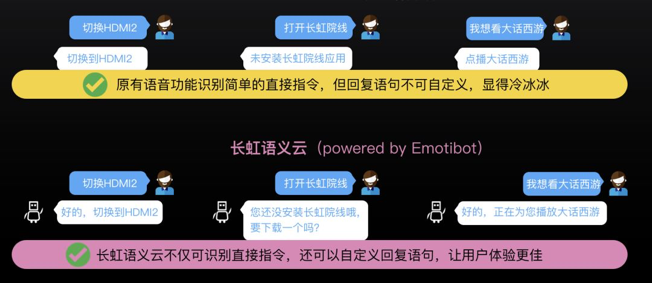 切换HDMI2
打开长虹院线
我想看大话西游
切换到HDMI2
未安装长虹院线应用
点播大话西游
原有语音功能识别简单的直接指令，但回复语句不可自定义，显得冷冰冰
长虹语义云（powered by Emotibot）
切换HDMI2
打开长虹院线
我想看大话西游
好的，切换到HDMI2
您还没安装长虹院线哦，
要下载一个吗？
好的，正在为您播放大话西游
长虹语义云不仅可识别直接指令，还可以自定义回复语句，让用户体验更佳